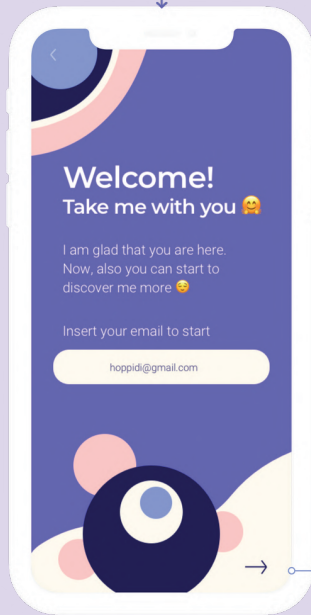 Welcome!
Take me with you 🤗
I am glad that you are here.
Now, also you can start to
discover me more 😌
Insert your email to start
hoppidi@gmail.com